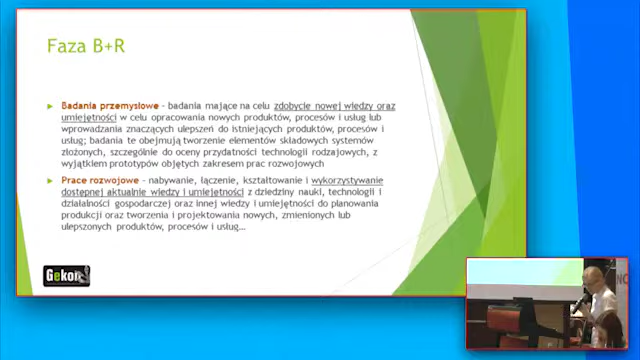 Faza B+R
Badania przemysłowe – badania mające na celu zdobycie nowej wiedzy oraz
umiejętności w celu opracowania nowych produktów, procesów i usług lub
wprowadzania znaczących ulepszeń do istniejących produktów, procesów i
usług; badania te obejmują tworzenie elementów składowych systemów
złożonych, szczególnie do oceny przydatności technologii rodzajowych, z
wyjątkiem prototypów objętych zakresem prac rozwojowych
Prace rozwojowe – nabywanie, łączenie, kształtowanie i wykorzystywanie
dostępnej aktualnie wiedzy i umiejętności z dziedziny nauki, technologii i
działalności gospodarczej oraz innej wiedzy i umiejętności do planowania
produkcji oraz tworzenia i projektowania nowych, zmienionych lub
ulepszonych produktów, procesów i usług…
Gekon